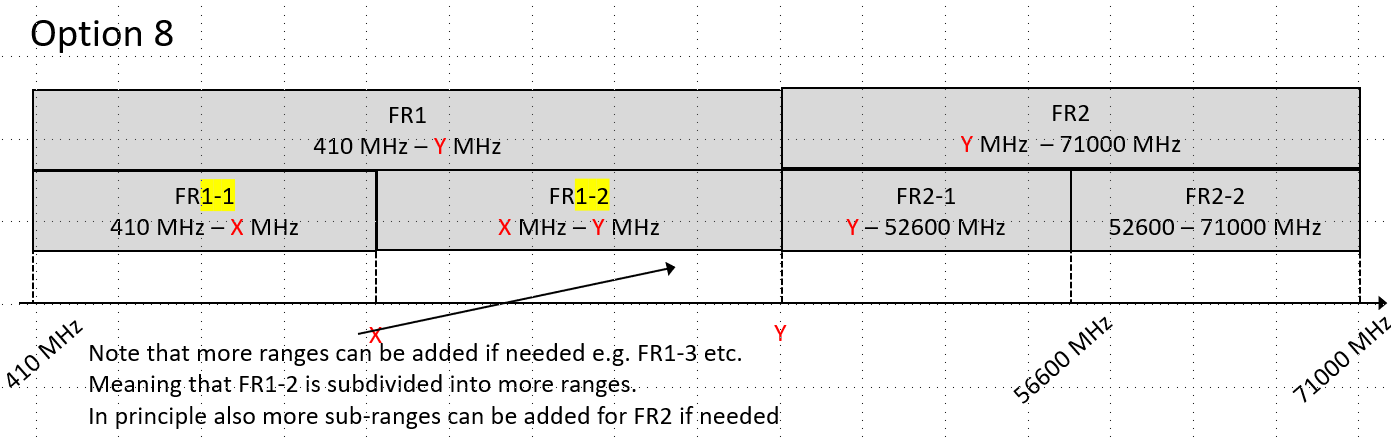 Option 8
FR1
410 MHz – Y MHz
FR2
Y MHz – 71000 MHz
FR1-1
410 MHz – X MHz
FR1-2
X MHz – Y MHz
FR2-1
Y – 52600 MHz
FR2-2
52600 – 71000 MHz
410 MHz
X
Y
56600 MHz
71000 MHz
Note that more ranges can be added if needed e.g. FR1-3 etc.
Meaning that FR1-2 is subdivided into more ranges.
In principle also more sub-ranges can be added for FR2 if needed